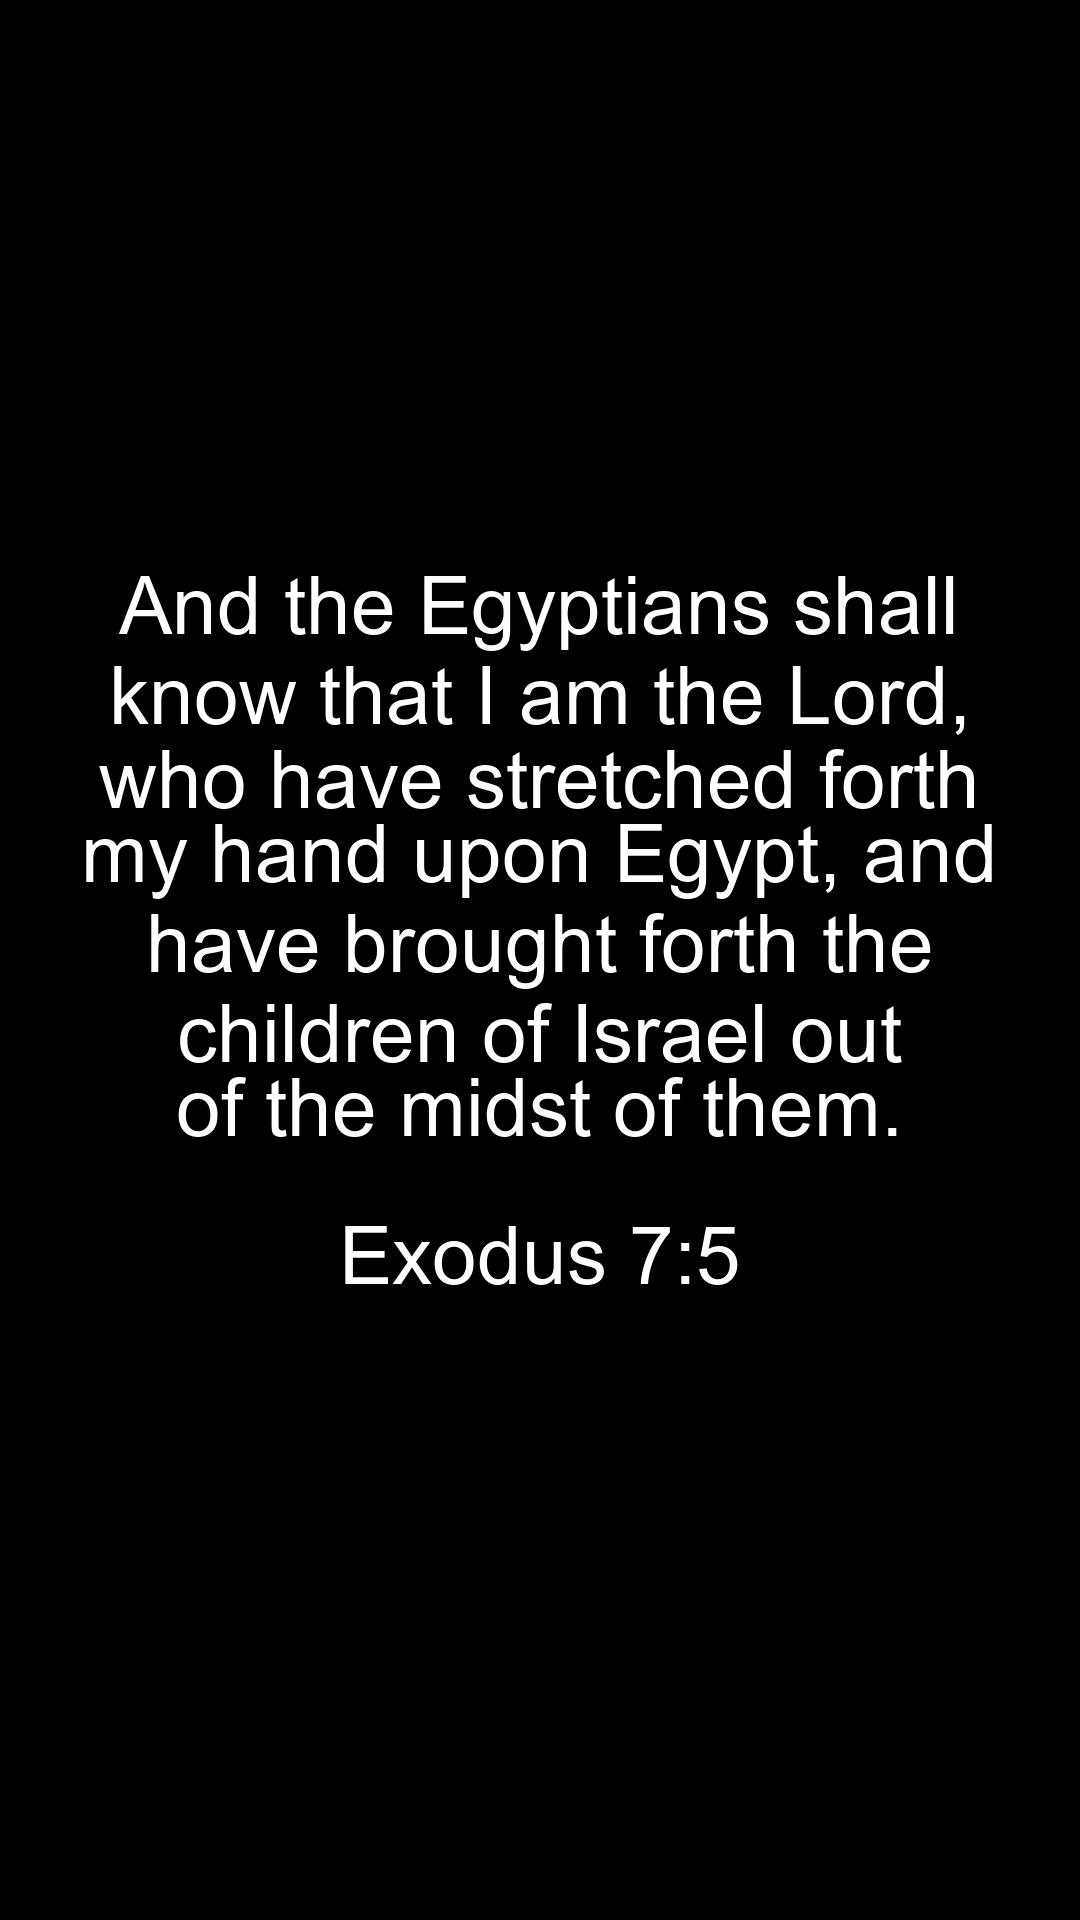 And the Egyptians shall
know that I am the Lord,
who have stretched forth
my hand upon Egypt, and
have brought forth the
children of Israel out
of the midst of them.
Exodus 7:5